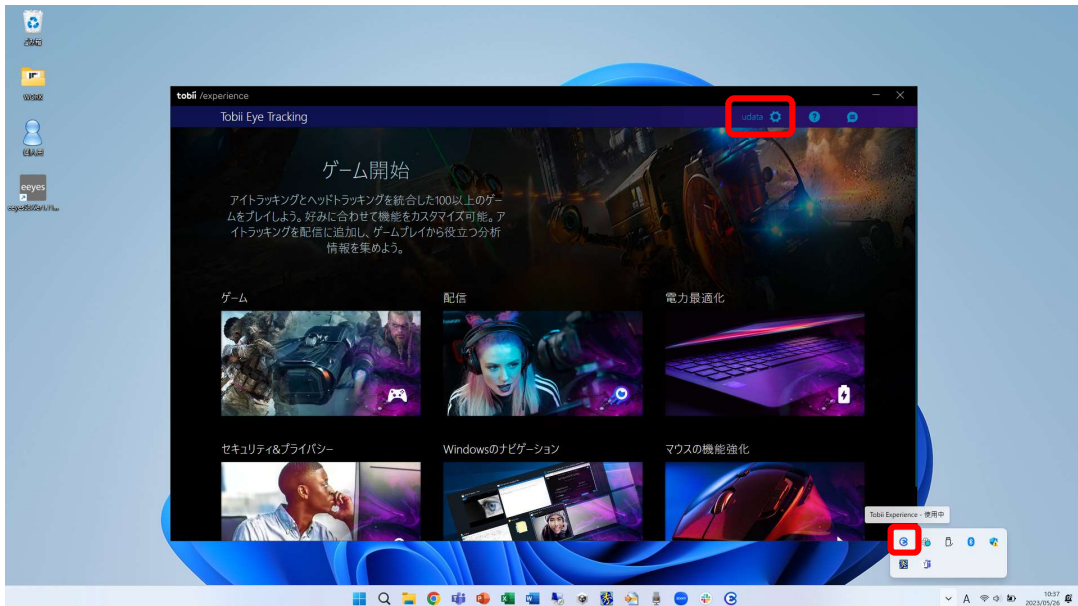 ごみ箱
tobii /experience
WORK
Tobii Eye Tracking
udata
ゲーム開始
アイトラッキングとヘッドトラッキングを統合した100以上のゲー
ムをプレイしよう。好みに合わせて機能をカスタマイズ可能。ア
イトラッキングを配信に追加し、ゲームプレイから役立つ分析
情報を集めよう。
eeyes
ゲーム
配信
電力最適化
セキュリティ&プライバシー
Windowsのナビゲーション
マウスの機能強化
Tobii Experience - 使用中
A
10:37
2023/05/26